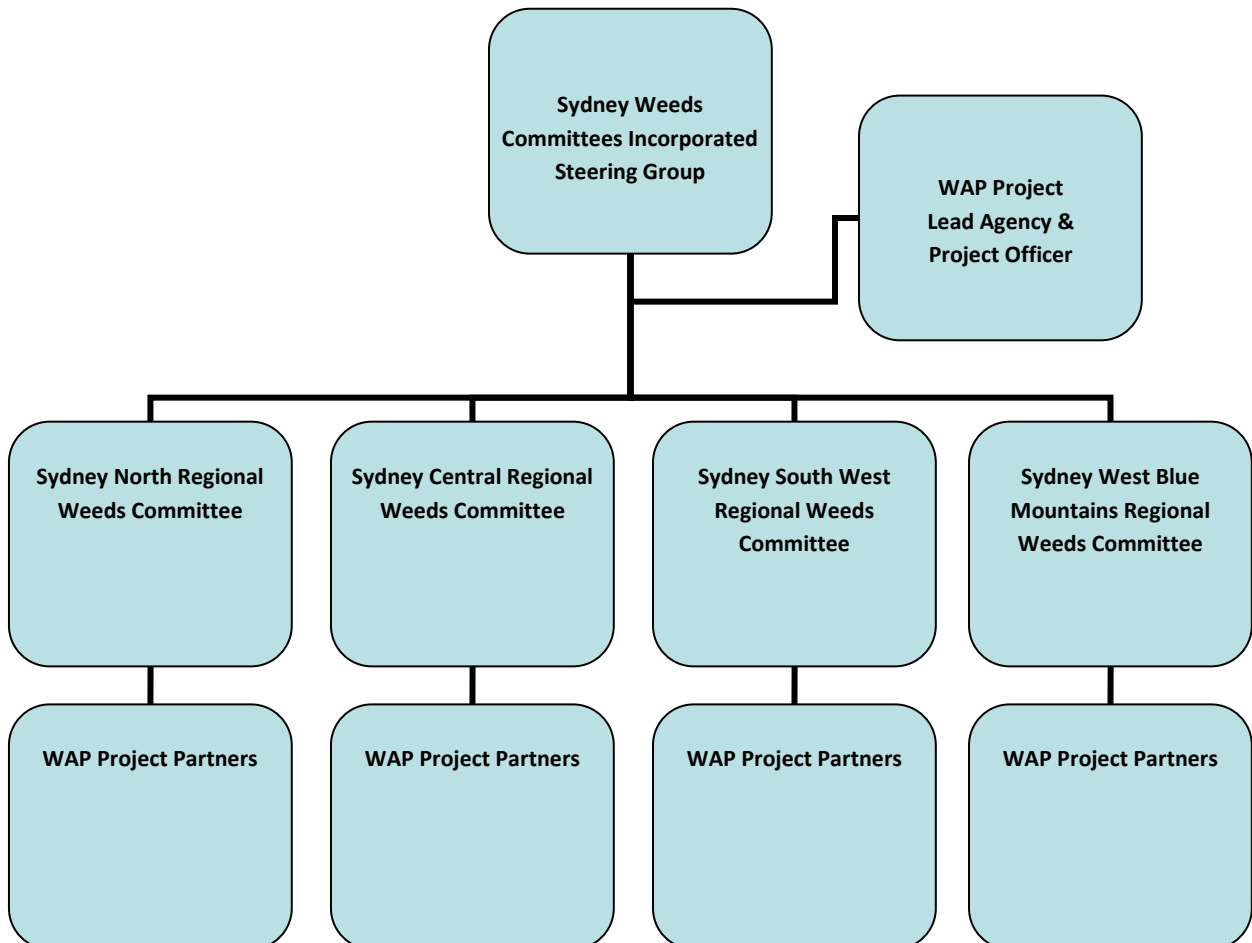 Sydney Weeds
Committees Incorporated
Steering Group
WAP Project
Lead Agency &
Project Officer
Sydney North Regional
Weeds Committee
Sydney Central Regional
Weeds Committee
Sydney South West
Regional Weeds
Committee
Sydney West Blue
Mountains Regional
Weeds Committee
WAP Project Partners
WAP Project Partners
WAP Project Partners
WAP Project Partners